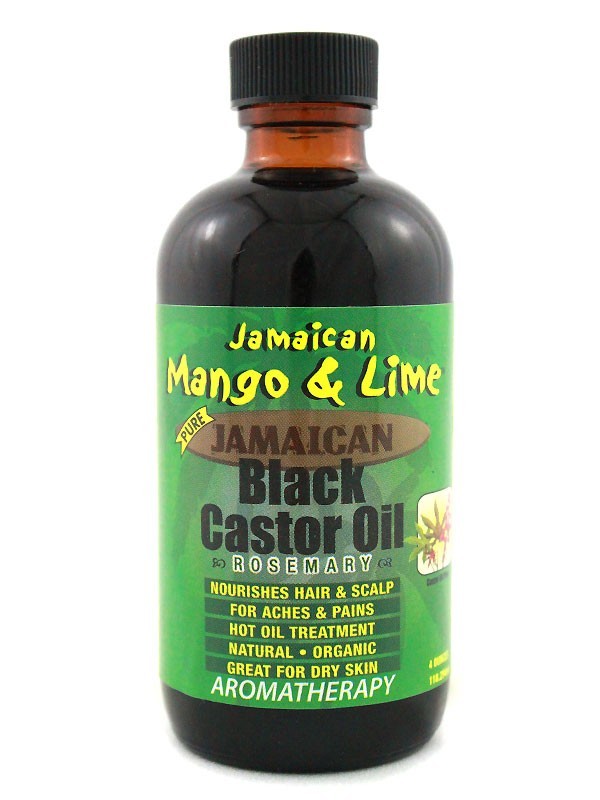 Jamaican
Mango & Lime
PURE
JAMAICAN
Black
Castor Oil
ROSEMARY
NOURISHES HAIR & SCALP
FOR ACHES & PAINS
HOT OIL TREATMENT
NATURAL • ORGANIC
GREAT FOR DRY SKIN
AROMATHERAPY